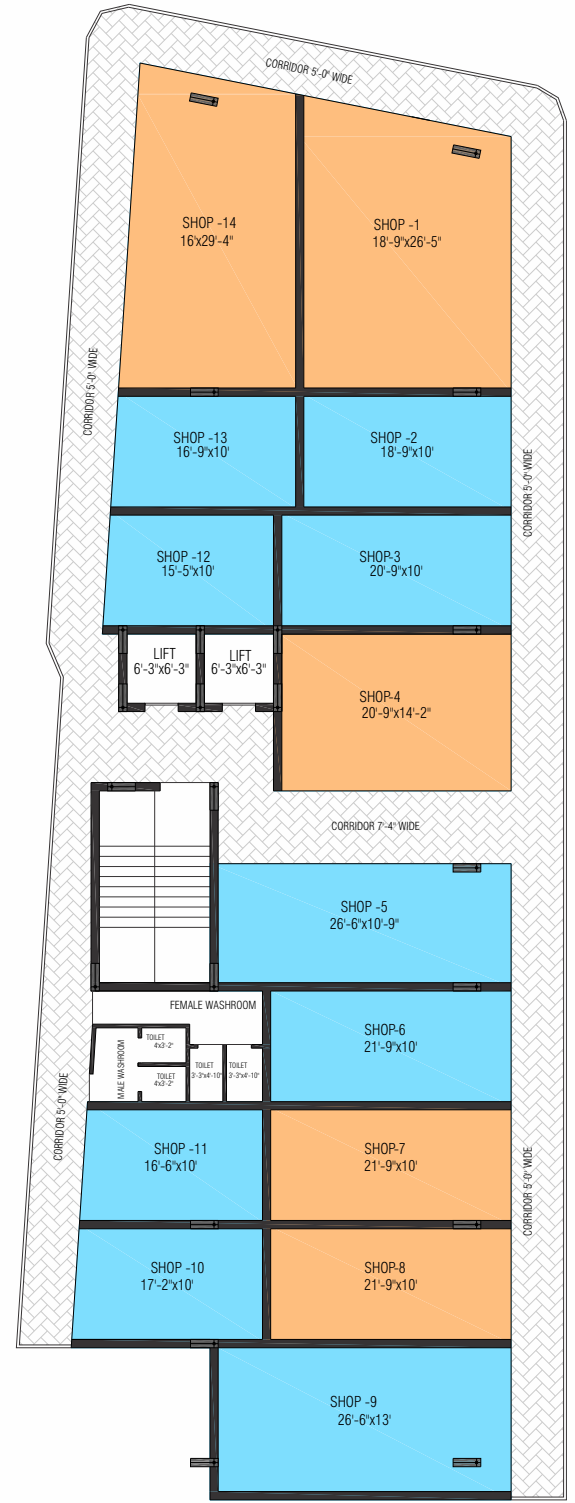 CORRIDOR 5'-0" WIDE
SHOP -14
16'x29'-4"
SHOP -1
18'-9"x26'-5"
CORRIDOR 5'-0" WIDE
SHOP -13
16'-9"x10'
SHOP -2
18'-9"x10'
CORRIDOR 5'-0" WIDE
SHOP -12
15'-5"x10'
SHOP-3
20'-9"x10'
LIFT
6'-3"x6'-3"
LIFT
6'-3"x6'-3"
SHOP-4
20'-9"x14'-2"
CORRIDOR 7'-4" WIDE
SHOP -5
26'-6"x10'-9"
FEMALE WASHROOM
SHOP-6
21'-9"x10'
MALE WASHROOM
TOILET
4'x3'-2"
TOILET
4'x3'-2"
TOILET
3'-3"x4'-10"
TOILET
3'-3"x4'-10"
CORRIDOR 5'-0" WIDE
SHOP -11
16'-6"x10'
SHOP-7
21'-9"x10'
CORRIDOR 5'-0" WIDE
SHOP -10
17'-2"x10'
SHOP-8
21'-9"x10'
SHOP -9
26'-6"x13'